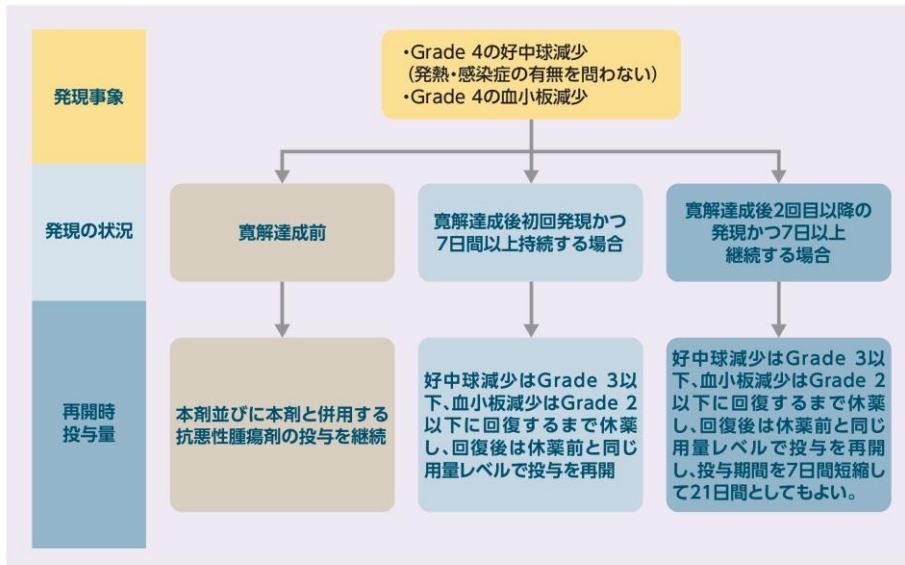 発現事象
・Grade 4の好中球減少
(発熱・感染症の有無を問わない)
・Grade 4の血小板減少
発現の状況
寛解達成前
寛解達成後初回発現かつ
7日間以上持続する場合
寛解達成後2回目以降の
発現かつ7日以上
継続する場合
再開時
投与量
本剤並びに本剤と併用する
抗悪性腫瘍剤の投与を継続
好中球減少はGrade 3以
下、血小板減少はGrade 2
以下に回復するまで休薬
し、回復後は休薬前と同じ
用量レベルで投与を再開
好中球減少はGrade 3以
下、血小板減少はGrade 2
以下に回復するまで休薬
し、回復後は休薬前と同じ
用量レベルで投与を再開
し、投与期間を7日間短縮し
て21日間としてもよい。